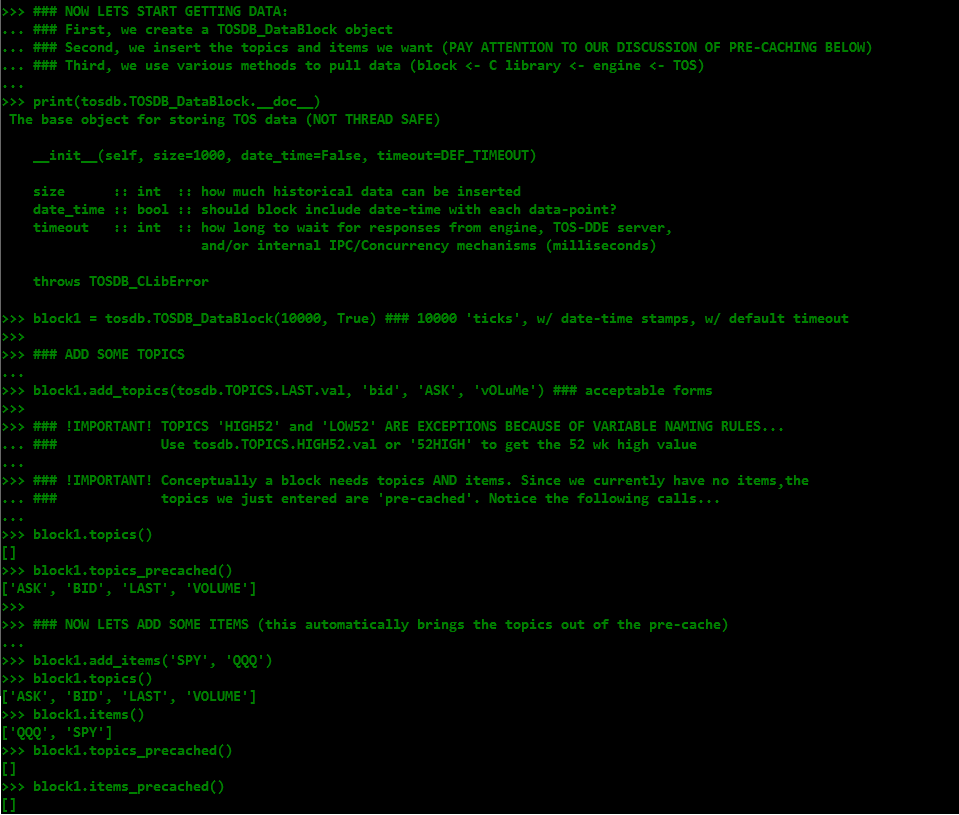 >>> ### NOW LETS START GETTING DATA:
... ### First, we create a TOSDB_DataBlock object
... ### Second, we insert the topics and items we want (PAY ATTENTION TO OUR DISCUSSION OF PRE-CACHING BELOW)
... ### Third, we use various methods to pull data (block <- C library <- engine <- TOS)
...
>>> print(tosdb.TOSDB_DataBlock.__doc__)
 The base object for storing TOS data (NOT THREAD SAFE)

    __init__(self, size=1000, date_time=False, timeout=DEF_TIMEOUT)

    size      :: int  :: how much historical data can be inserted
    date_time :: bool :: should block include date-time with each data-point?
    timeout   :: int  :: how long to wait for responses from engine, TOS-DDE server,
                         and/or internal IPC/Concurrency mechanisms (milliseconds)

    throws TOSDB_CLibError

>>> block1 = tosdb.TOSDB_DataBlock(10000, True) ### 10000 'ticks', w/ date-time stamps, w/ default timeout
>>>
>>> ### ADD SOME TOPICS
...
>>> block1.add_topics(tosdb.TOPICS.LAST.val, 'bid', 'ASK', 'vOLuMe') ### acceptable forms
>>>
>>> ### !IMPORTANT! TOPICS 'HIGH52' and 'LOW52' ARE EXCEPTIONS BECAUSE OF VARIABLE NAMING RULES...
... ###             Use tosdb.TOPICS.HIGH52.val or '52HIGH' to get the 52 wk high value
...
>>> ### !IMPORTANT! Conceptually a block needs topics AND items. Since we currently have no items,the
... ###             topics we just entered are 'pre-cached'. Notice the following calls...
...
>>> block1.topics()
[]
>>> block1.topics_precached()
['ASK', 'BID', 'LAST', 'VOLUME']
>>>
>>> ### NOW LETS ADD SOME ITEMS (this automatically brings the topics out of the pre-cache)
...
>>> block1.add_items('SPY', 'QQQ')
>>> block1.topics()
['ASK', 'BID', 'LAST', 'VOLUME']
>>> block1.items()
['QQQ', 'SPY']
>>> block1.topics_precached()
[]
>>> block1.items_precached()
[]